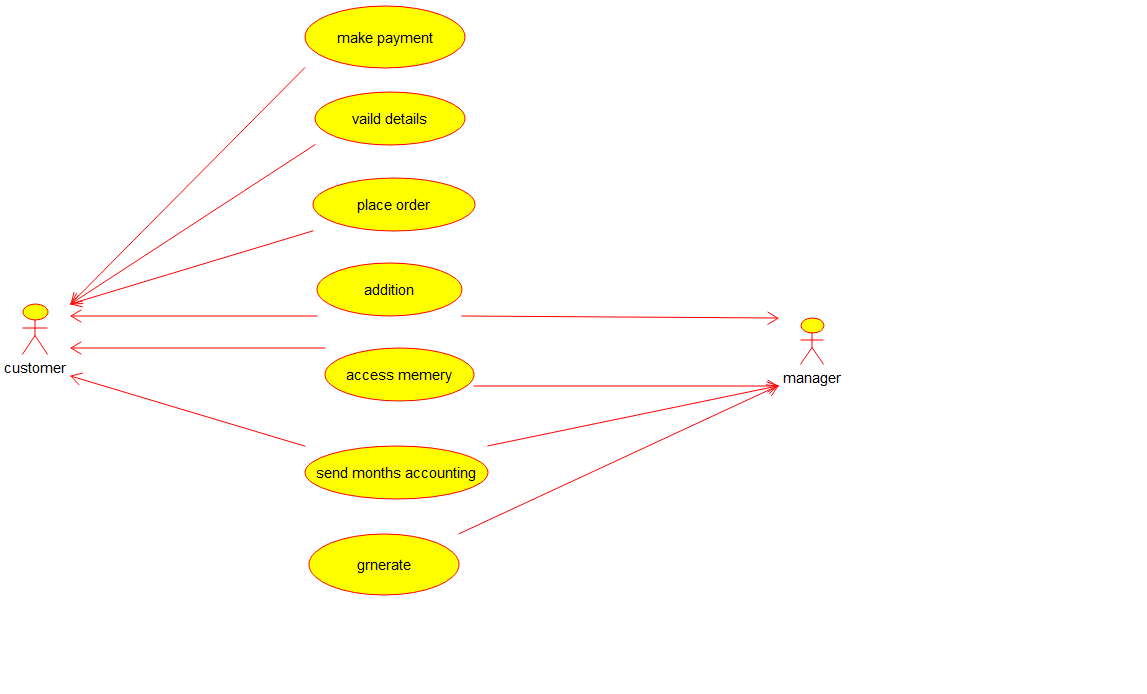 make payment
vaild details
place order
addition
customer
access memery
manager
send months accounting
grnerate